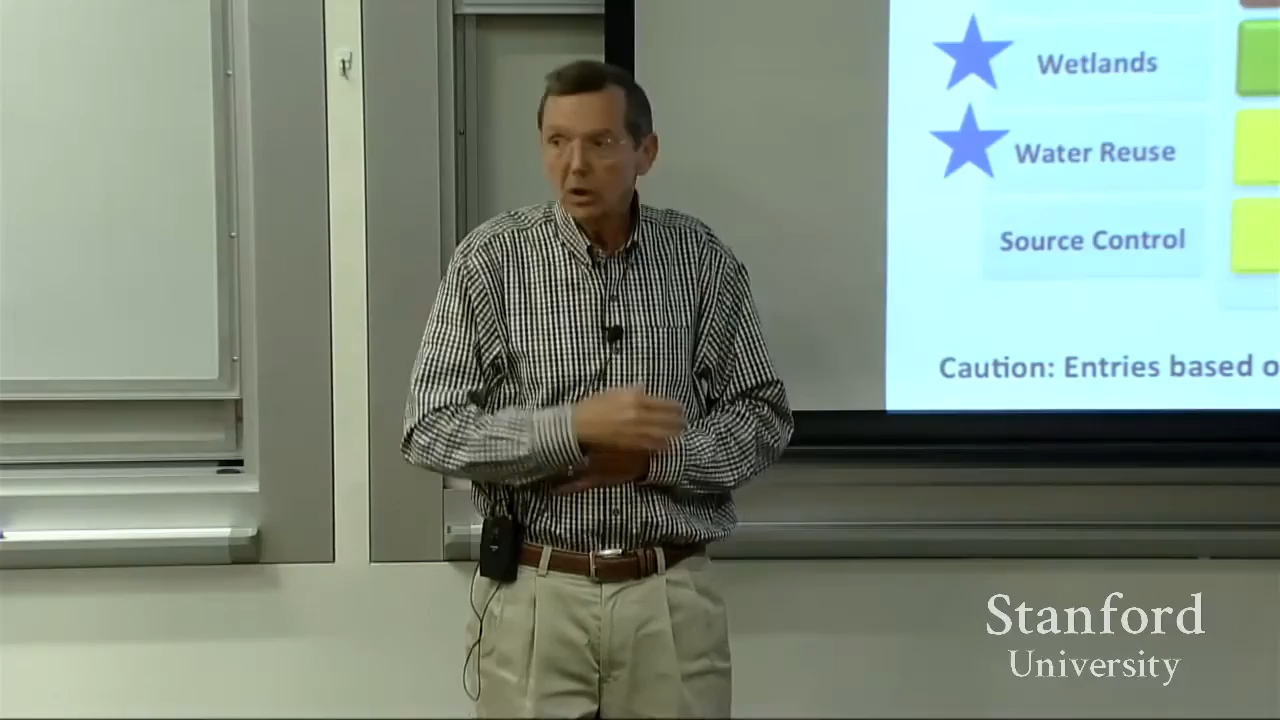 Wetlands
Water Reuse
Source Control
Caution: Entries based o
Stanford
University